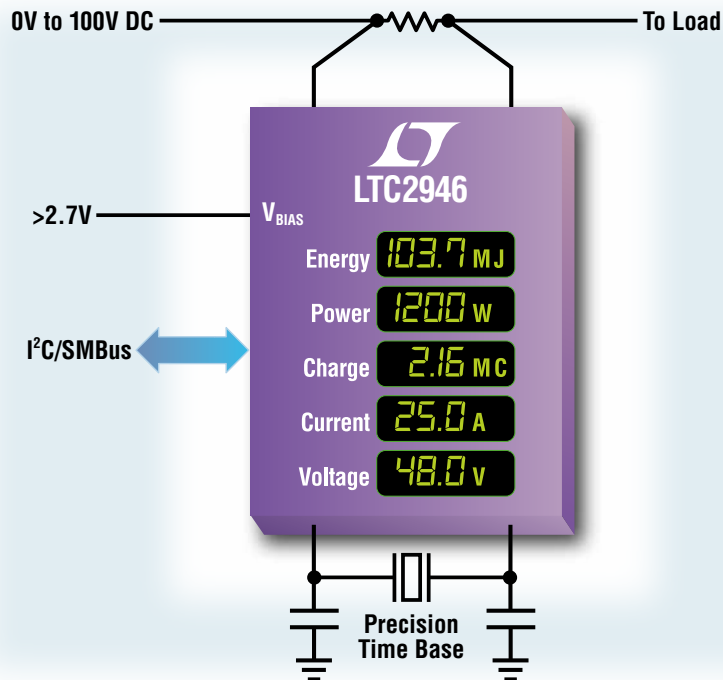 0V to 100V DC
To Load
LTC2946
>2.7V
VBIAS
Energy 103.7 MJ
Power 1200 W
I²C/SMBus
Charge 2.16 MC
Current 25.0 A
Voltage 48.0 V
Precision
Time Base